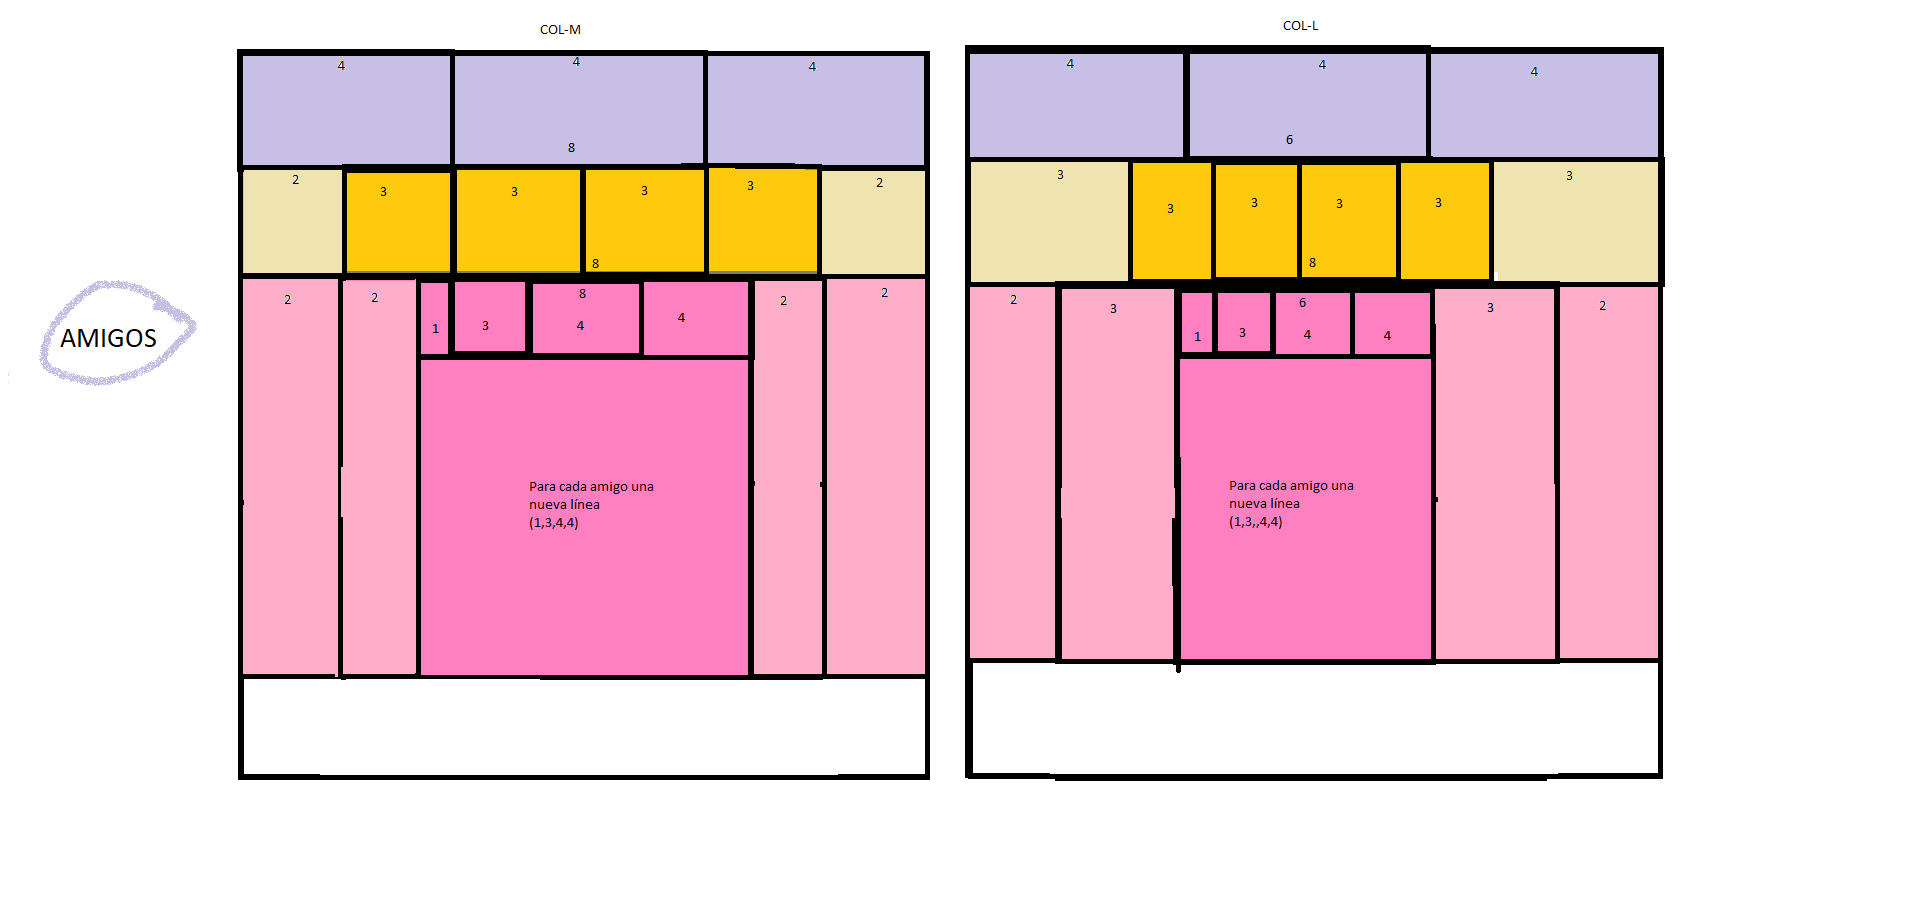 COL-M
4 4 4
8
2 3 3 3 3 2
8
2 2 8 2 2
1 3 4 4
Para cada amigo una
nueva línea
(1,3,4,4)
COL-L
4 4 4
6
3 3 3 3 3 3
8
2 3 6 3 2
1 3 4 4
Para cada amigo una
nueva línea
(1,3,,4,4)
AMIGOS